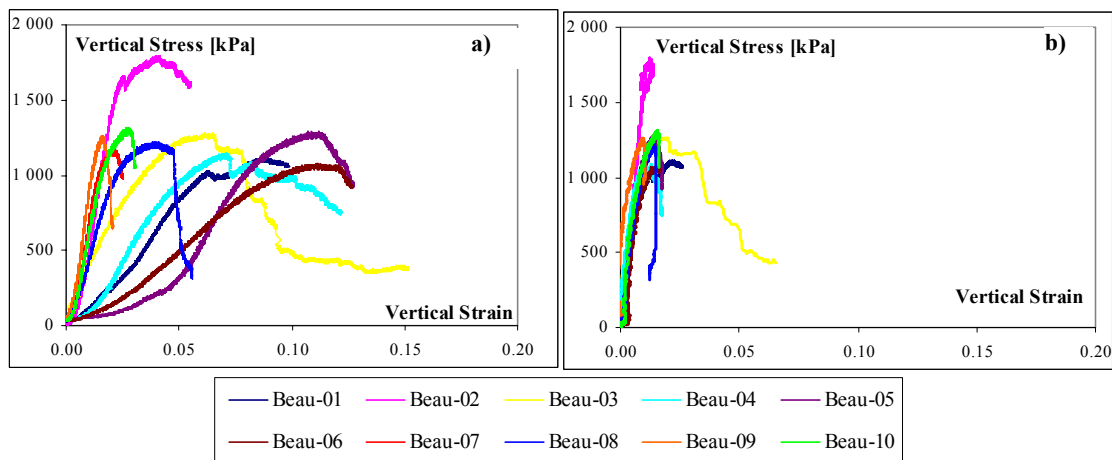 2 000
Vertical Stress [kPa]
a)
1 500
1 000
500
Vertical Strain
0
0.00 0.05 0.10 0.15 0.20
2 000
Vertical Stress [kPa]
b)
1 500
1 000
500
Vertical Strain
0
0.00 0.05 0.10 0.15 0.20
Beau-01 Beau-02 Beau-03 Beau-04 Beau-05
Beau-06 Beau-07 Beau-08 Beau-09 Beau-10